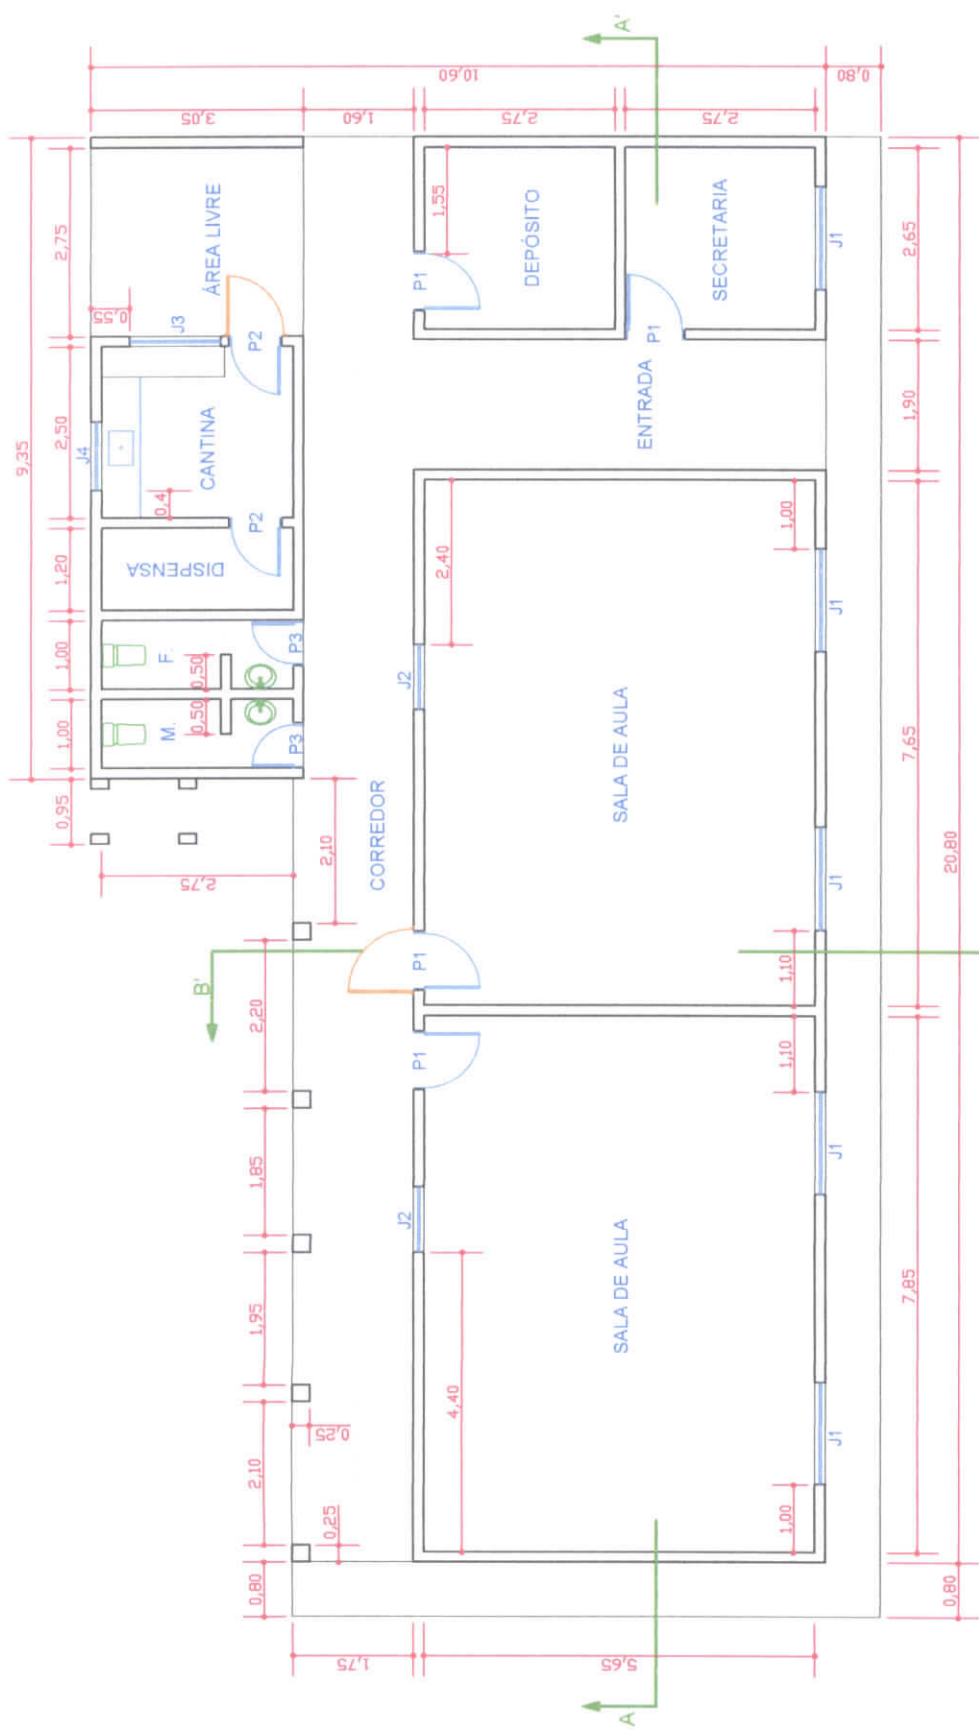 9,35
0,95
1,00
1,00
1,20
2,50
2,75
0,55
3,05
1,60
2,75
2,75
10,60
0,80
A'
ÁREA LIVRE
J3
P2
J4
CANTINA
0,4
P2
DISPENSA
F.
0,50
P3
M.
0,50
P3
2,75
2,10
CORREDOR
B'
2,20
1,85
1,95
2,10
0,25
0,25
0,80
1,75
5,65
A
P1
1,55
DEPÓSITO
SECRETARIA
P1
J1
ENTRADA
2,40
J2
1,00
J1
SALA DE AULA
J1
1,10
P1
P1
1,10
J1
J2
4,40
SALA DE AULA
J1
1,00
2,65
1,90
7,65
7,85
20,80
0,80